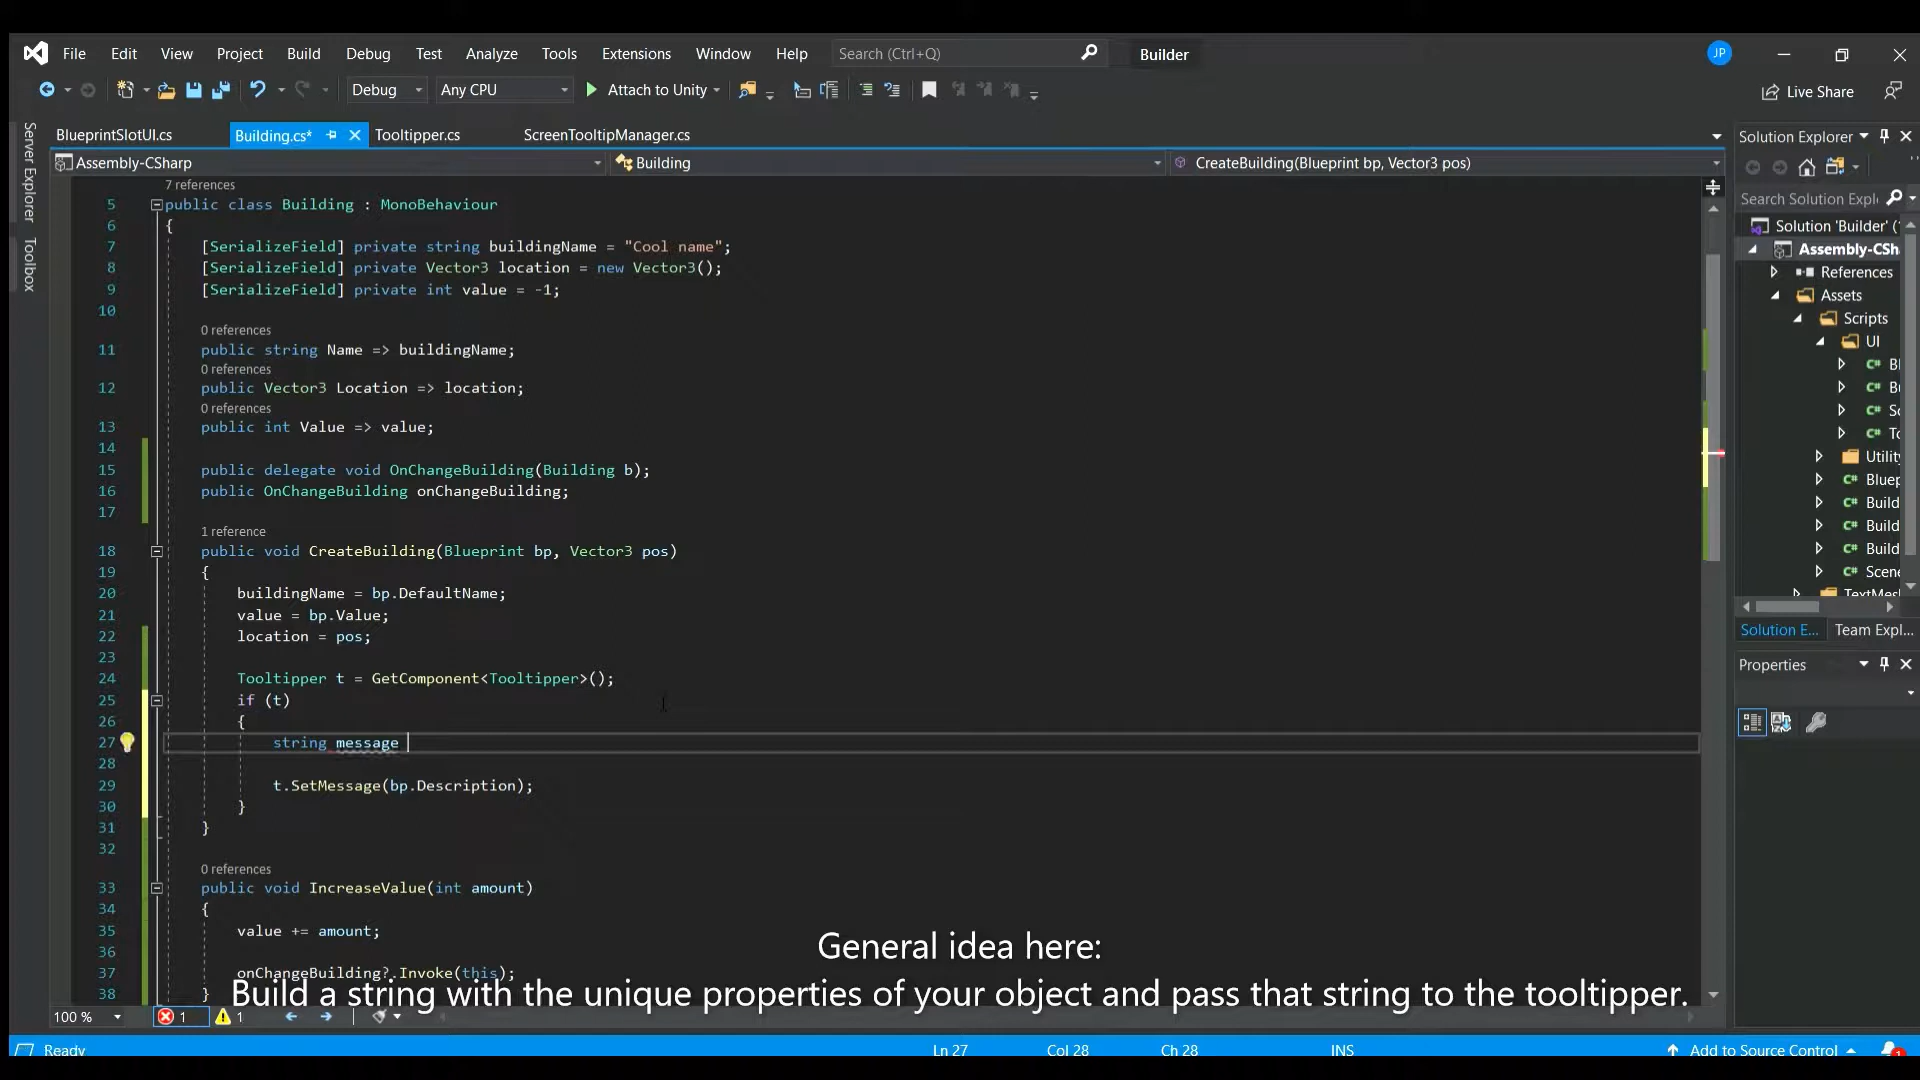 File Edit View Project Build Debug Test Analyze Tools Extensions Window Help Search (Ctrl+Q) Builder JP
Debug Any CPU Attach to Unity Live Share
BlueprintSlotUI.cs Building.cs* Tooltipper.cs ScreenTooltipManager.cs
Assembly-CSharp Building CreateBuilding(Blueprint bp, Vector3 pos)
Server Explorer
Toolbox
7 references
5 public class Building : MonoBehaviour
6 {
7 [SerializeField] private string buildingName = "Cool name";
8 [SerializeField] private Vector3 location = new Vector3();
9 [SerializeField] private int value = -1;
10
0 references
11 public string Name => buildingName;
0 references
12 public Vector3 Location => location;
0 references
13 public int Value => value;
14
15 public delegate void OnChangeBuilding(Building b);
16 public OnChangeBuilding onChangeBuilding;
17
1 reference
18 public void CreateBuilding(Blueprint bp, Vector3 pos)
19 {
20 buildingName = bp.DefaultName;
21 value = bp.Value;
22 location = pos;
23
24 Tooltipper t = GetComponent<Tooltipper>();
25 if (t)
26 {
27 string message
28
29 t.SetMessage(bp.Description);
30 }
31 }
32
0 references
33 public void IncreaseValue(int amount)
34 {
35 value += amount;
36
37 onChangeBuilding?.Invoke(this);
38 }
General idea here:
Build a string with the unique properties of your object and pass that string to the tooltipper.
100 % 1 1
Ready Ln 27 Col 28 Ch 28 INS Add to Source Control 1
Solution Explorer
Search Solution Expl
Solution 'Builder' (
Assembly-CSha
References
Assets
Scripts
UI
C# Bl
C# Bu
C# Sc
C# To
Utility
C# Bluep
C# Build
C# Build
C# Build
C# Scene
TextMes
Solution E... Team Expl...
Properties